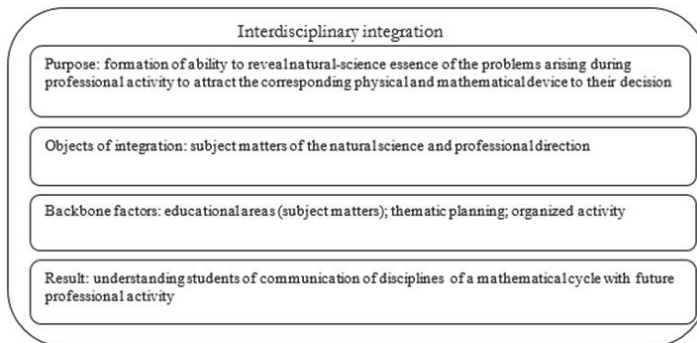 Interdisciplinary integration
Purpose: formation of ability to reveal natural-science essence of the problems arising during
professional activity to attract the corresponding physical and mathematical device to their decision
Objects of integration: subject matters of the natural science and professional direction
Backbone factors: educational areas (subject matters); thematic planning; organized activity
Result: understanding students of communication of disciplines of a mathematical cycle with future
professional activity